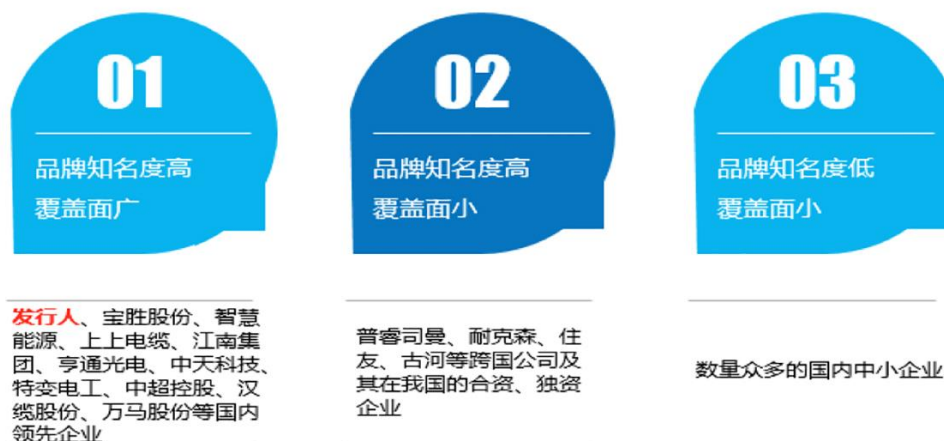 01
品牌知名度高
覆盖面广
发行人、宝胜股份、智慧
能源、上上电缆、江南集
团、亨通光电、中天科技、
特变电工、中超控股、汉
缆股份、万马股份等国内
领先企业
02
品牌知名度高
覆盖面小
普睿司曼、耐克森、住
友、古河等跨国公司及
其在我国的合资、独资
企业
03
品牌知名度低
覆盖面小
数量众多的国内中小企业